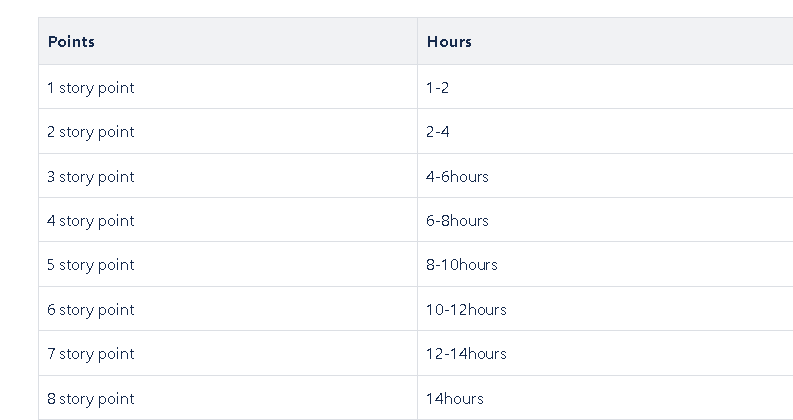 Points Hours
1 story point 1-2
2 story point 2-4
3 story point 4-6hours
4 story point 6-8hours
5 story point 8-10hours
6 story point 10-12hours
7 story point 12-14hours
8 story point 14hours